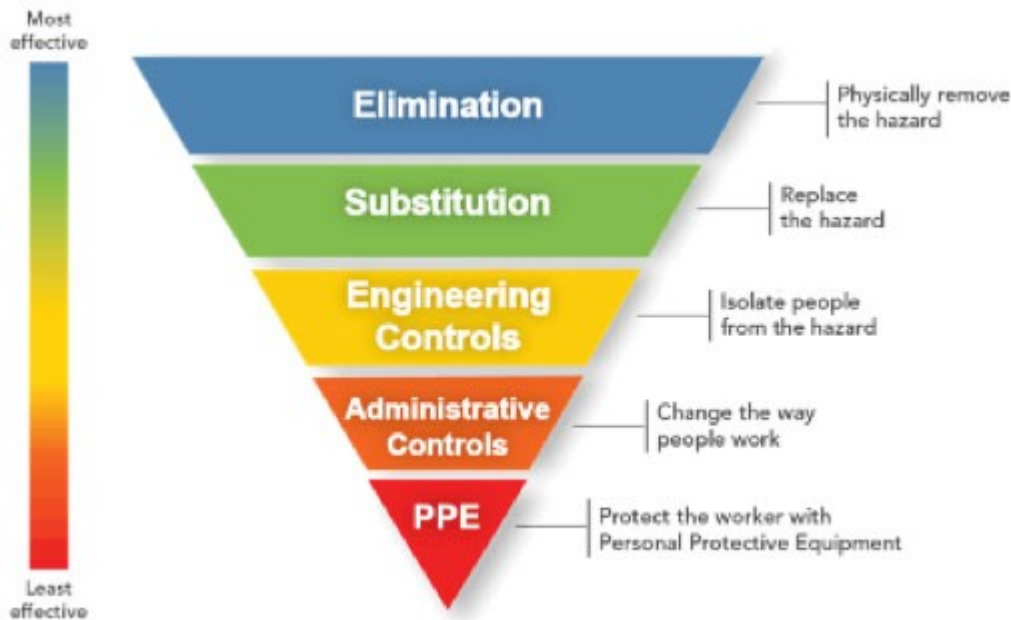 Most
effective
Elimination
Physically remove
the hazard
Substitution
Replace
the hazard
Engineering
Controls
Isolate people
from the hazard
Administrative
Controls
Change the way
people work
PPE
Protect the worker with
Personal Protective Equipment
Least
effective